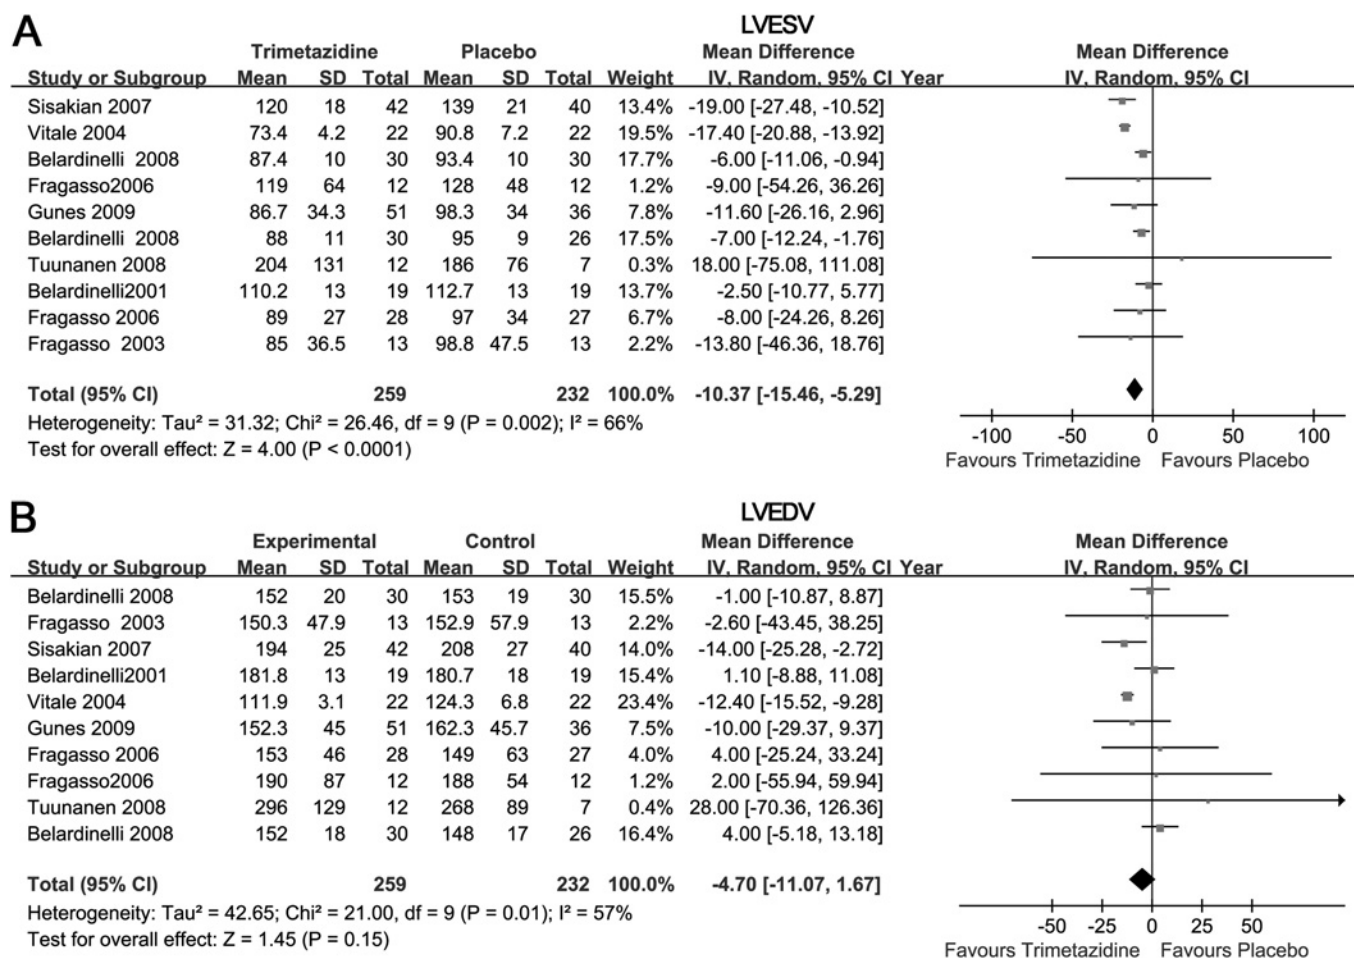 A
LVESV
Trimetazidine Placebo Mean Difference Mean Difference
Study or Subgroup Mean SD Total Mean SD Total Weight IV, Random, 95% CI Year IV, Random, 95% CI
Sisakian 2007 120 18 42 139 21 40 13.4% -19.00 [-27.48, -10.52]
Vitale 2004 73.4 4.2 22 90.8 7.2 22 19.5% -17.40 [-20.88, -13.92]
Belardinelli 2008 87.4 10 30 93.4 10 30 17.7% -6.00 [-11.06, -0.94]
Fragasso2006 119 64 12 128 48 12 1.2% -9.00 [-54.26, 36.26]
Gunes 2009 86.7 34.3 51 98.3 34 36 7.8% -11.60 [-26.16, 2.96]
Belardinelli 2008 88 11 30 95 9 26 17.5% -7.00 [-12.24, -1.76]
Tuunanen 2008 204 131 12 186 76 7 0.3% 18.00 [-75.08, 111.08]
Belardinelli2001 110.2 13 19 112.7 13 19 13.7% -2.50 [-10.77, 5.77]
Fragasso 2006 89 27 28 97 34 27 6.7% -8.00 [-24.26, 8.26]
Fragasso 2003 85 36.5 13 98.8 47.5 13 2.2% -13.80 [-46.36, 18.76]
Total (95% CI) 259 232 100.0% -10.37 [-15.46, -5.29]
Heterogeneity: Tau² = 31.32; Chi² = 26.46, df = 9 (P = 0.002); I² = 66%
Test for overall effect: Z = 4.00 (P < 0.0001)
-100 -50 0 50 100
Favours Trimetazidine Favours Placebo
B
LVEDV
Experimental Control Mean Difference Mean Difference
Study or Subgroup Mean SD Total Mean SD Total Weight IV, Random, 95% CI Year IV, Random, 95% CI
Belardinelli 2008 152 20 30 153 19 30 15.5% -1.00 [-10.87, 8.87]
Fragasso 2003 150.3 47.9 13 152.9 57.9 13 2.2% -2.60 [-43.45, 38.25]
Sisakian 2007 194 25 42 208 27 40 14.0% -14.00 [-25.28, -2.72]
Belardinelli2001 181.8 13 19 180.7 18 19 15.4% 1.10 [-8.88, 11.08]
Vitale 2004 111.9 3.1 22 124.3 6.8 22 23.4% -12.40 [-15.52, -9.28]
Gunes 2009 152.3 45 51 162.3 45.7 36 7.5% -10.00 [-29.37, 9.37]
Fragasso 2006 153 46 28 149 63 27 4.0% 4.00 [-25.24, 33.24]
Fragasso2006 190 87 12 188 54 12 1.2% 2.00 [-55.94, 59.94]
Tuunanen 2008 296 129 12 268 89 7 0.4% 28.00 [-70.36, 126.36]
Belardinelli 2008 152 18 30 148 17 26 16.4% 4.00 [-5.18, 13.18]
Total (95% CI) 259 232 100.0% -4.70 [-11.07, 1.67]
Heterogeneity: Tau² = 42.65; Chi² = 21.00, df = 9 (P = 0.01); I² = 57%
Test for overall effect: Z = 1.45 (P = 0.15)
-50 -25 0 25 50
Favours Trimetazidine Favours Placebo